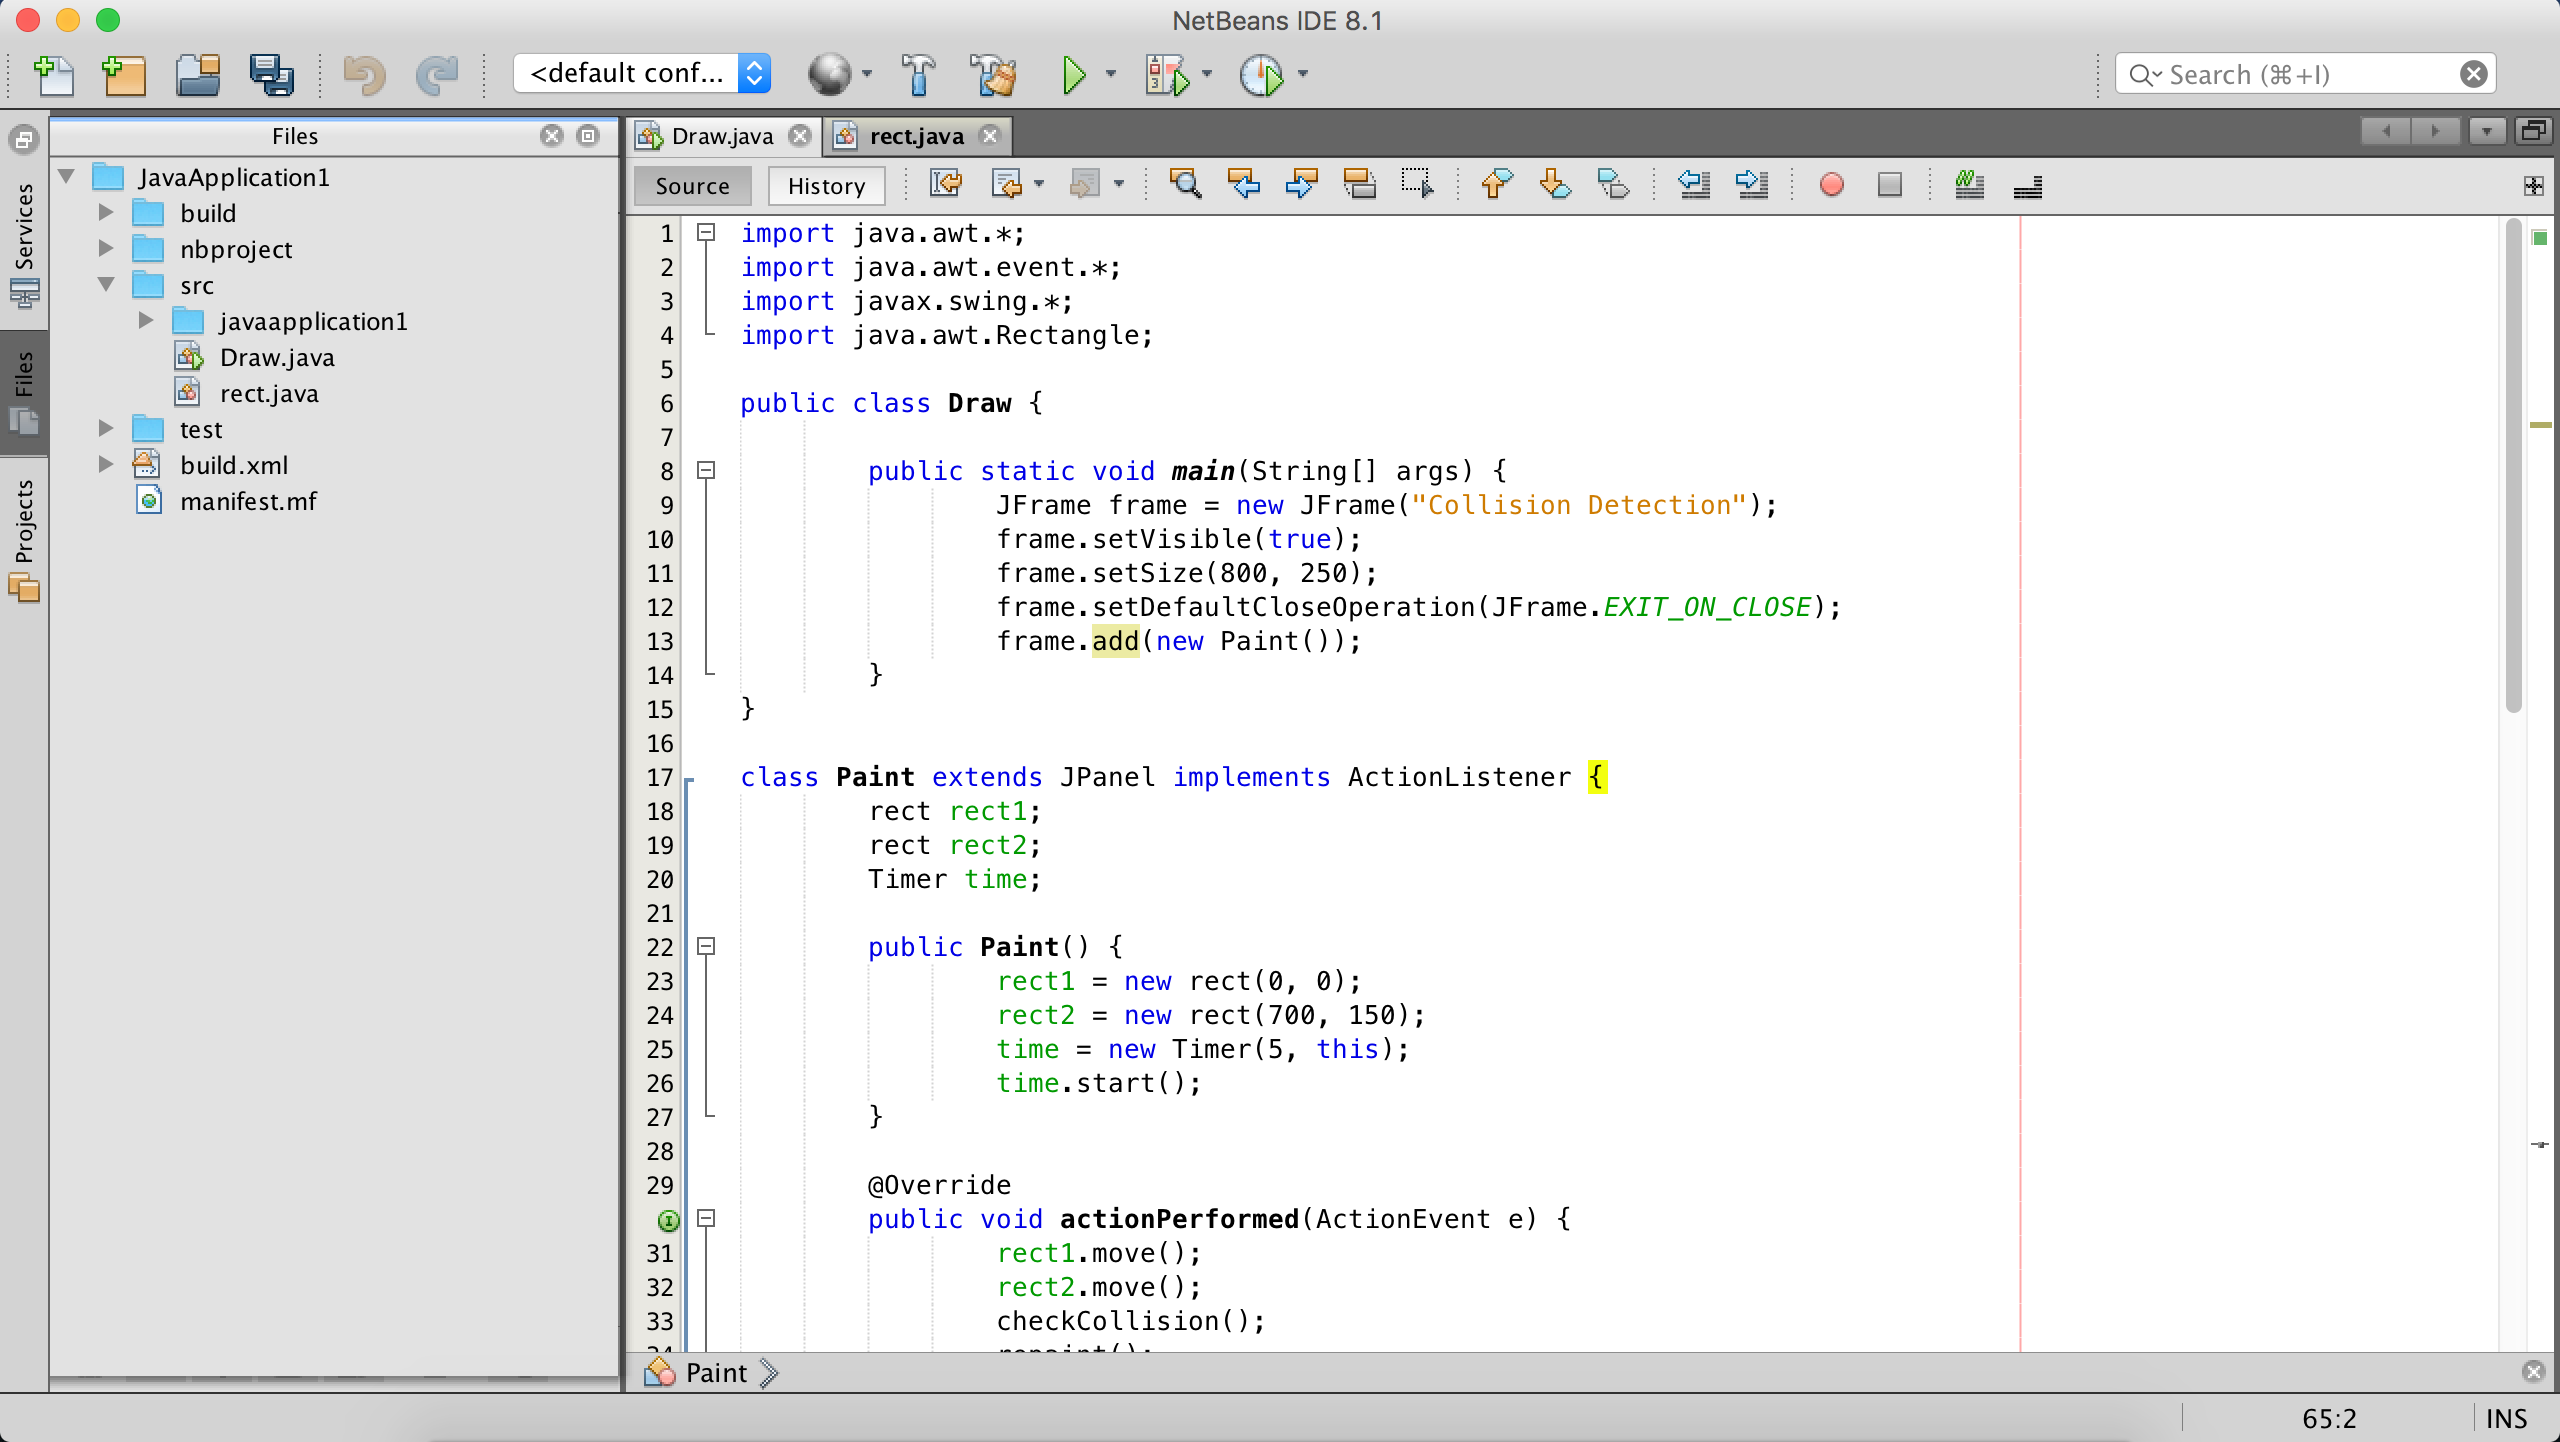 NetBeans IDE 8.1
<default conf...
Search (⌘+I)
Services
Files
Projects
Files
JavaApplication1
build
nbproject
src
javaapplication1
Draw.java
rect.java
test
build.xml
manifest.mf
Draw.java
rect.java
Source
History
1 import java.awt.*;
2 import java.awt.event.*;
3 import javax.swing.*;
4 import java.awt.Rectangle;
5
6 public class Draw {
7
8 public static void main(String[] args) {
9 JFrame frame = new JFrame("Collision Detection");
10 frame.setVisible(true);
11 frame.setSize(800, 250);
12 frame.setDefaultCloseOperation(JFrame.EXIT_ON_CLOSE);
13 frame.add(new Paint());
14 }
15 }
16
17 class Paint extends JPanel implements ActionListener {
18 rect rect1;
19 rect rect2;
20 Timer time;
21
22 public Paint() {
23 rect1 = new rect(0, 0);
24 rect2 = new rect(700, 150);
25 time = new Timer(5, this);
26 time.start();
27 }
28
29 @Override
public void actionPerformed(ActionEvent e) {
31 rect1.move();
32 rect2.move();
33 checkCollision();
34 repaint();
Paint
65:2
INS